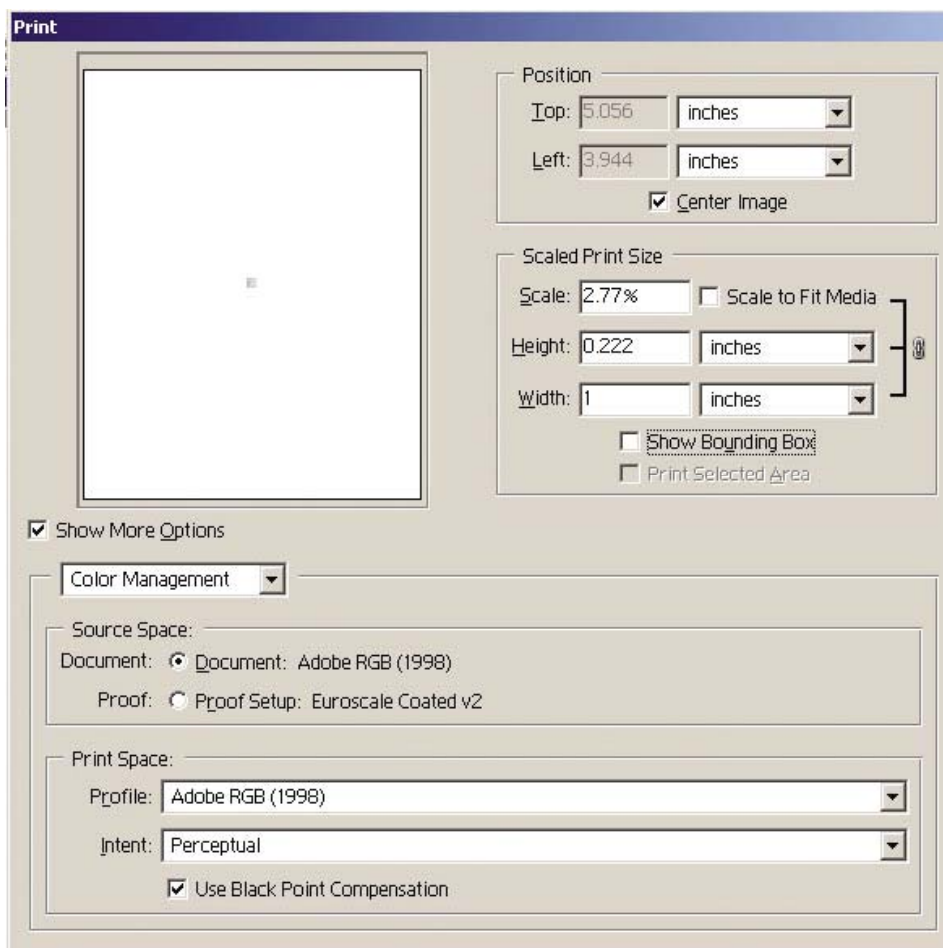 Print
Position
Top: 5.056 inches
Left: 3.944 inches
Center Image
Scaled Print Size
Scale: 2.77% Scale to Fit Media
Height: 0.222 inches
Width: 1 inches
Show Bounding Box
Print Selected Area
Show More Options
Color Management
Source Space:
Document: Document: Adobe RGB (1998)
Proof: Proof Setup: Euroscale Coated v2
Print Space:
Profile: Adobe RGB (1998)
Intent: Perceptual
Use Black Point Compensation